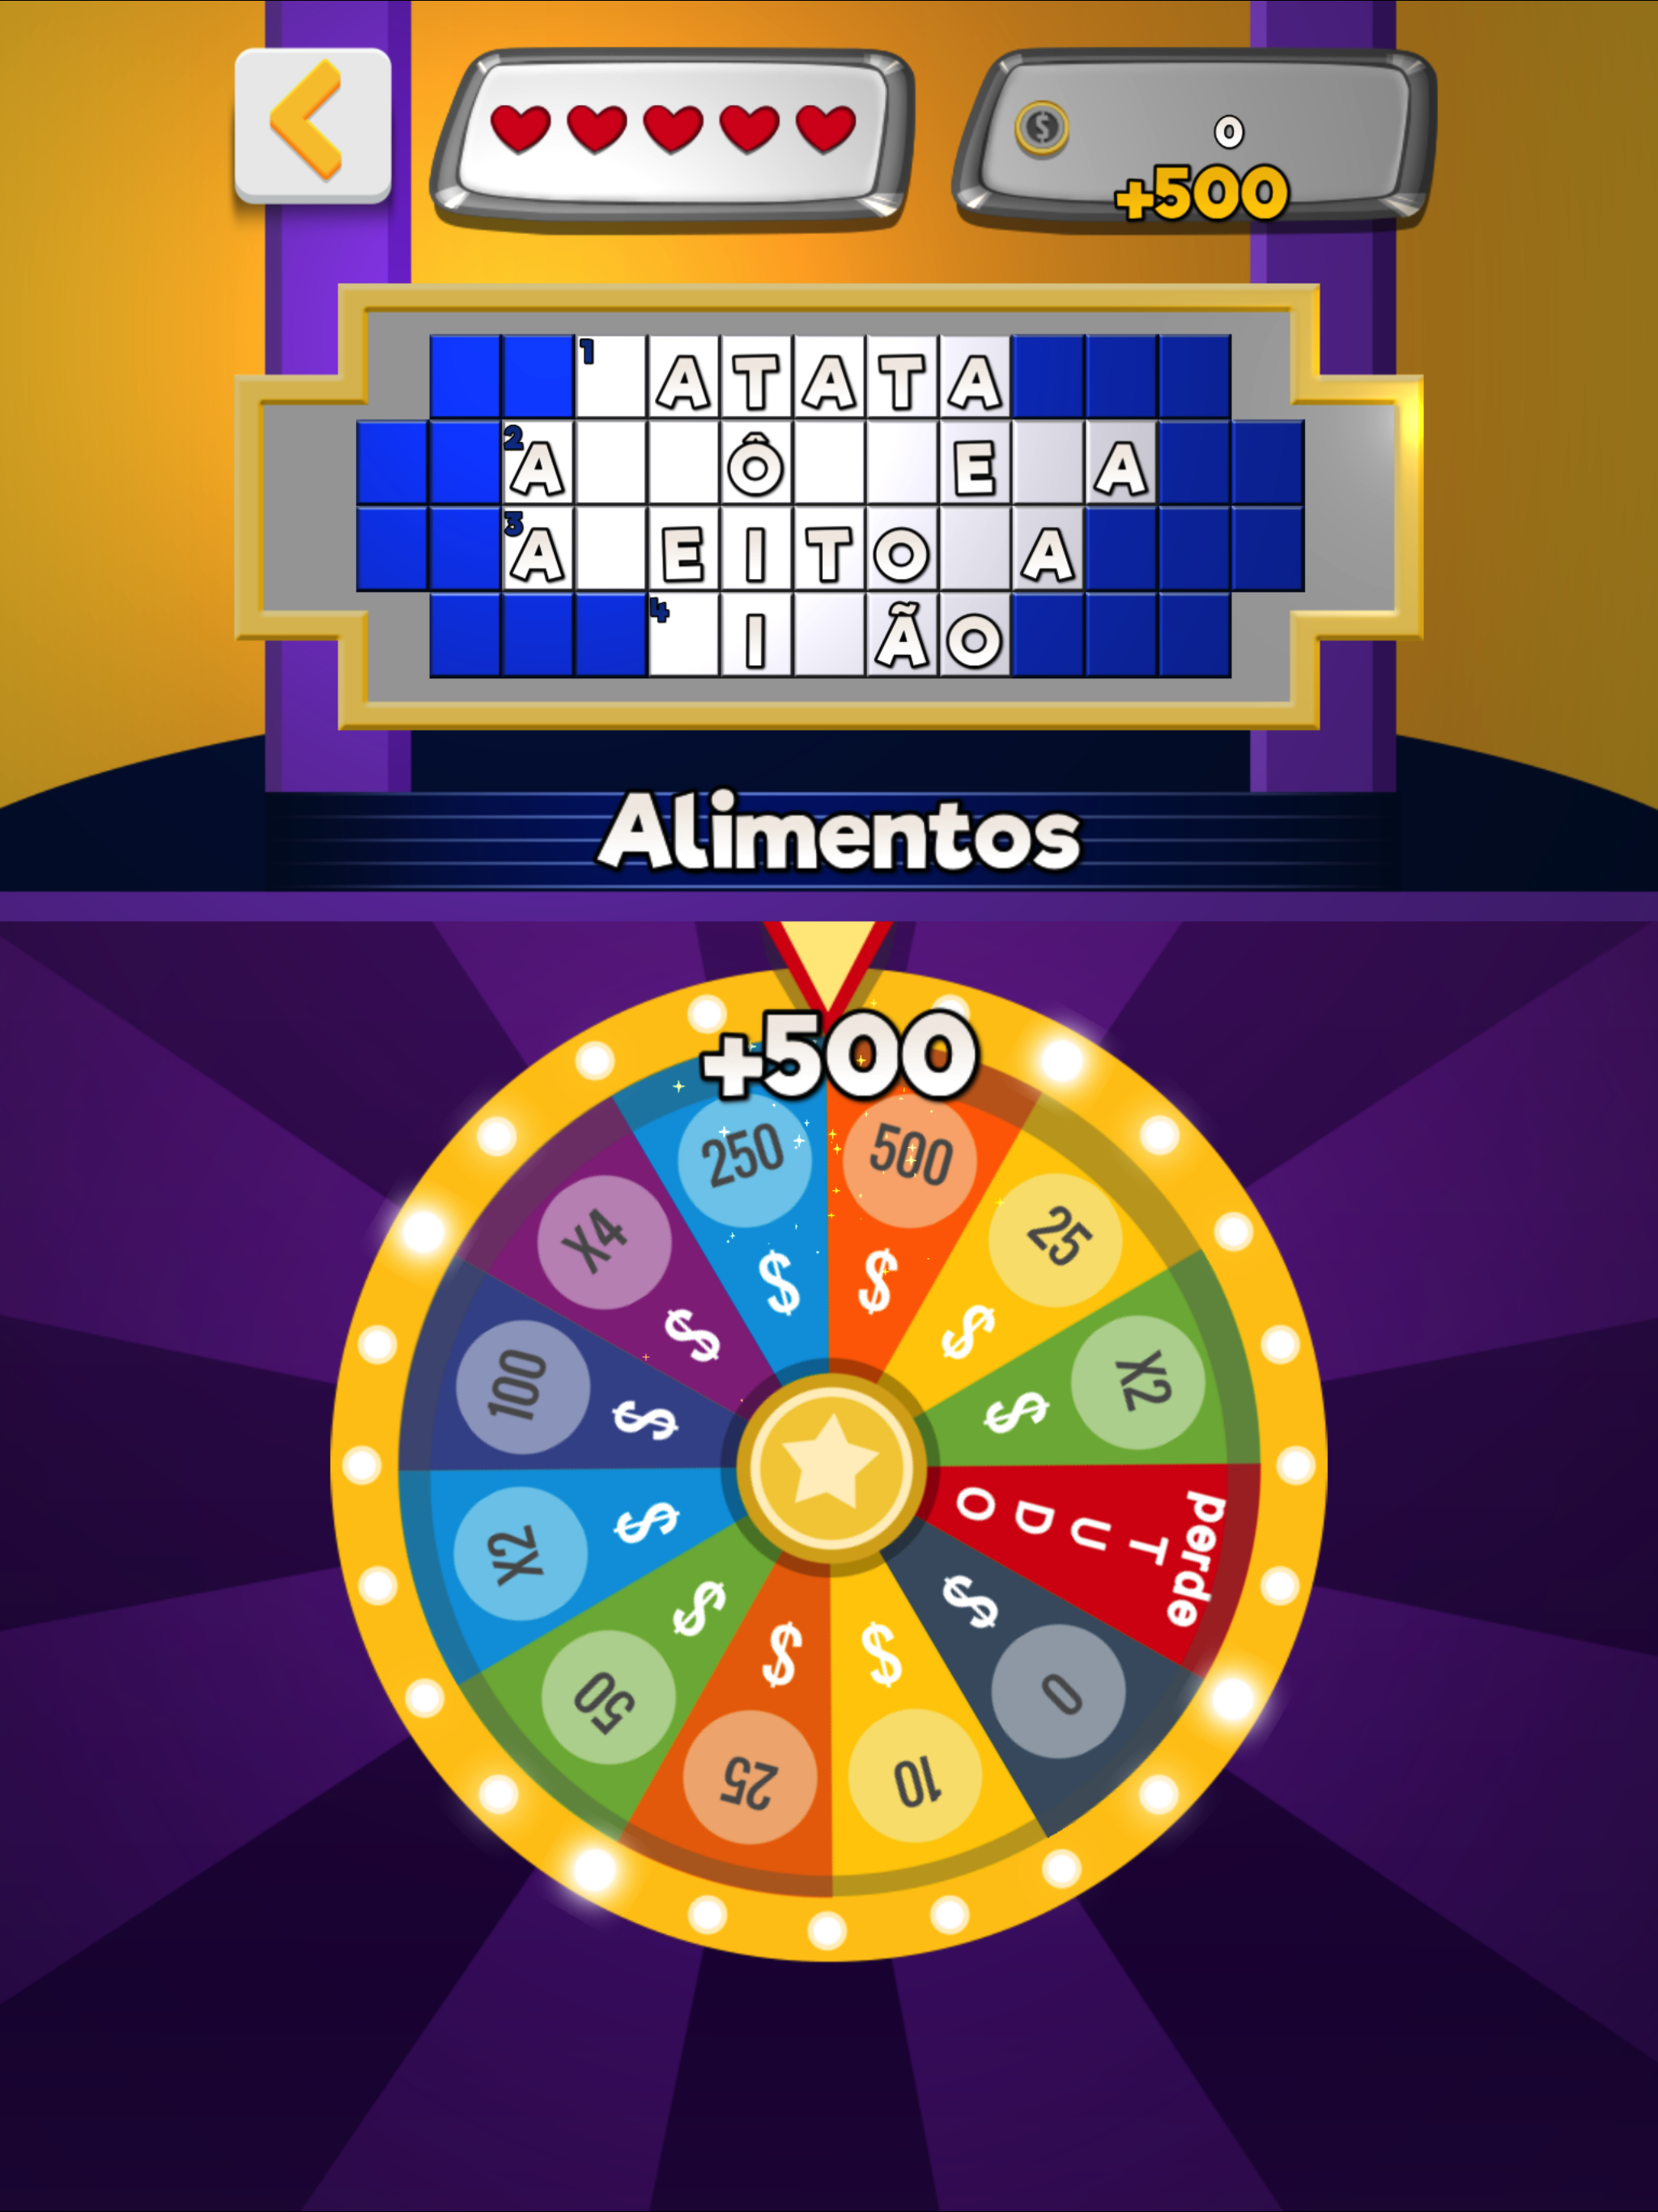 0
+500
1 ATATA
2 A Ô E A
3 A EITO A
4 I ÃO
Alimentos
+500
250 $
500 $
25 $
X2 $
perde TUDO
0 $
10 $
25 $
50 $
X2 $
100 $
X4 $